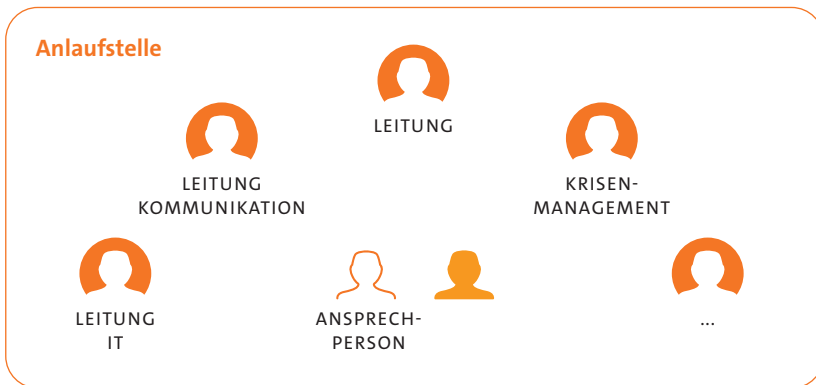 Anlaufstelle
LEITUNG
LEITUNG
KOMMUNIKATION
KRISEN-
MANAGEMENT
LEITUNG
IT
ANSPRECH-
PERSON
...